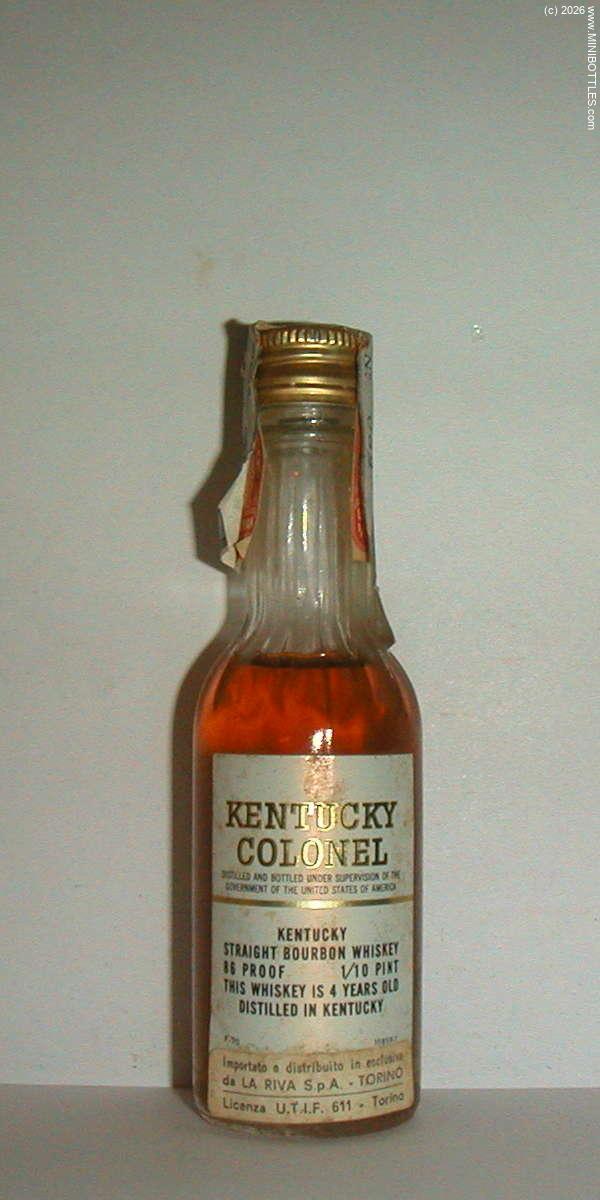 (c) 2026 www.MINIBOTTLES.com
KENTUCKY
COLONEL
DISTILLED AND BOTTLED UNDER SUPERVISION OF THE
GOVERNMENT OF THE UNITED STATES OF AMERICA
KENTUCKY
STRAIGHT BOURBON WHISKEY
86 PROOF 1/10 PINT
THIS WHISKEY IS 4 YEARS OLD
DISTILLED IN KENTUCKY
Importato e distribuito in esclusiva
da LA RIVA S.p.A. - TORINO
Licenza U.T.I.F. 611 - Torino